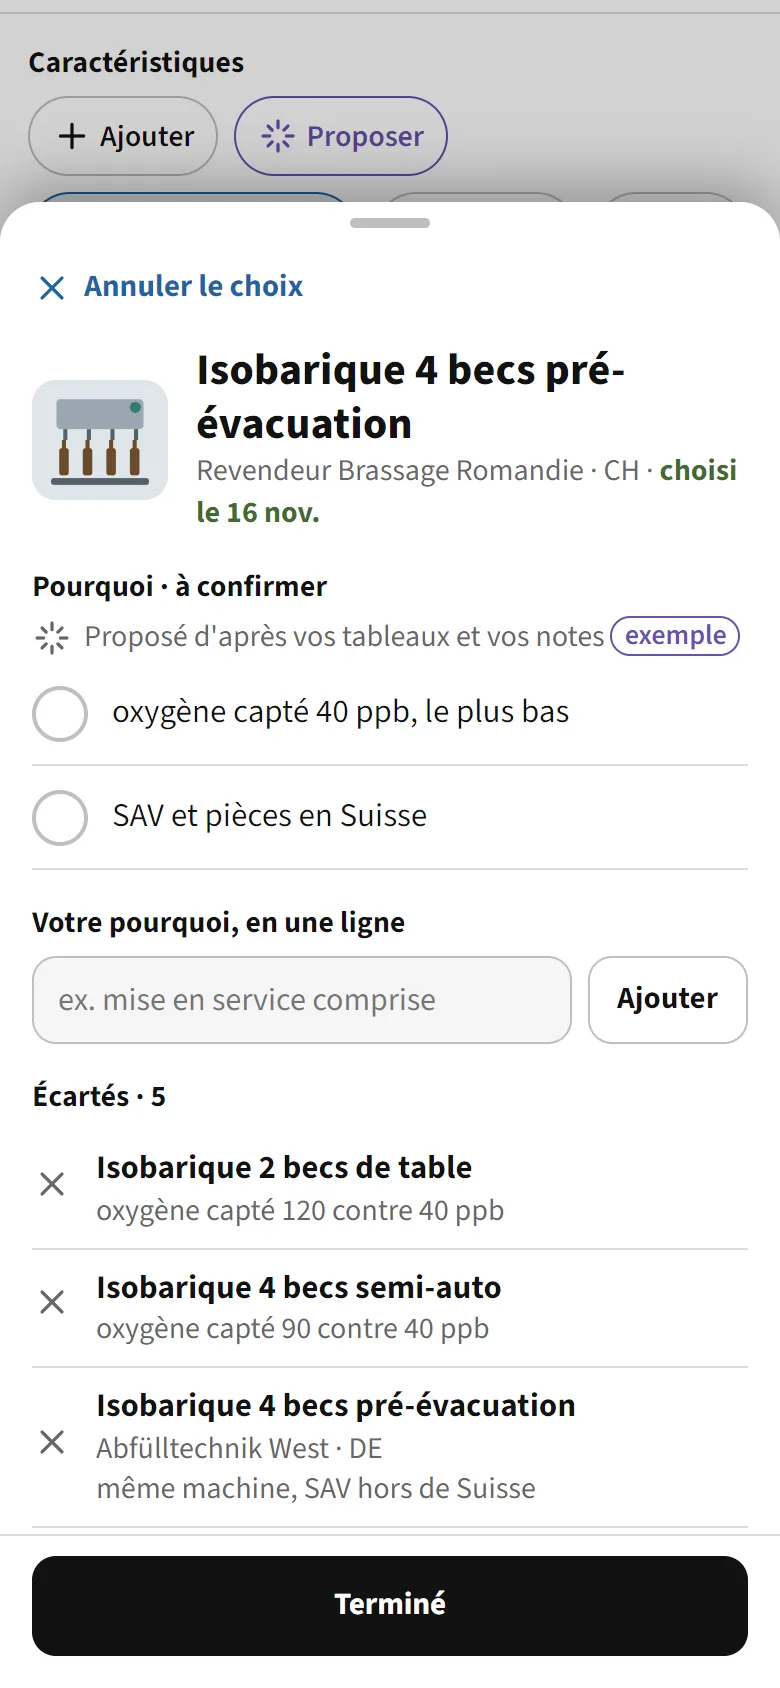 Caractéristiques
Ajouter
Proposer
Annuler le choix
Isobarique 4 becs pré-
évacuation
Revendeur Brassage Romandie · CH · choisi
le 16 nov.
Pourquoi · à confirmer
Proposé d'après vos tableaux et vos notes exemple
oxygène capté 40 ppb, le plus bas
SAV et pièces en Suisse
Votre pourquoi, en une ligne
ex. mise en service comprise
Ajouter
Écartés · 5
Isobarique 2 becs de table
oxygène capté 120 contre 40 ppb
Isobarique 4 becs semi-auto
oxygène capté 90 contre 40 ppb
Isobarique 4 becs pré-évacuation
Abfülltechnik West · DE
même machine, SAV hors de Suisse
Terminé